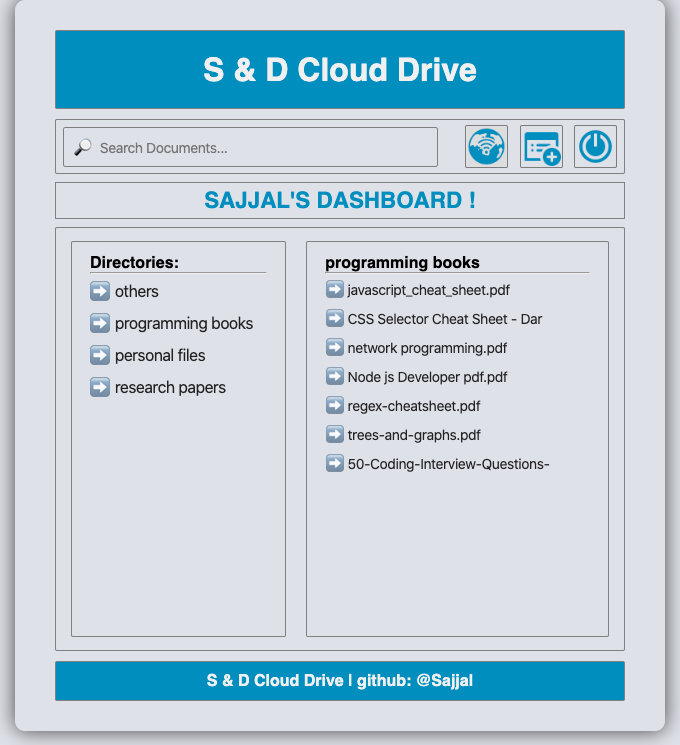 S & D Cloud Drive
Search Documents...
SAJJAL'S DASHBOARD !
Directories:
others
programming books
personal files
research papers
programming books
javascript_cheat_sheet.pdf
CSS Selector Cheat Sheet - Dar
network programming.pdf
Node js Developer pdf.pdf
regex-cheatsheet.pdf
trees-and-graphs.pdf
50-Coding-Interview-Questions-
S & D Cloud Drive | github: @Sajjal